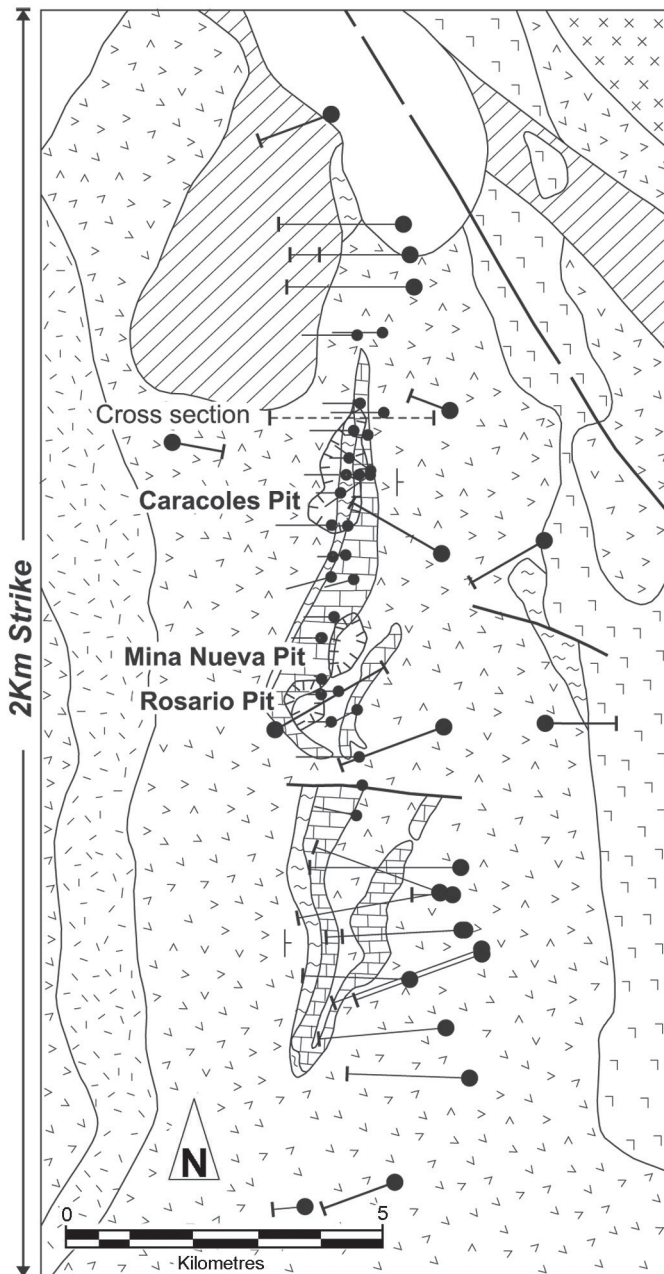 Cross section
Caracoles Pit
2Km Strike
Mina Nueva Pit
Rosario Pit
N
0 5
Kilometres